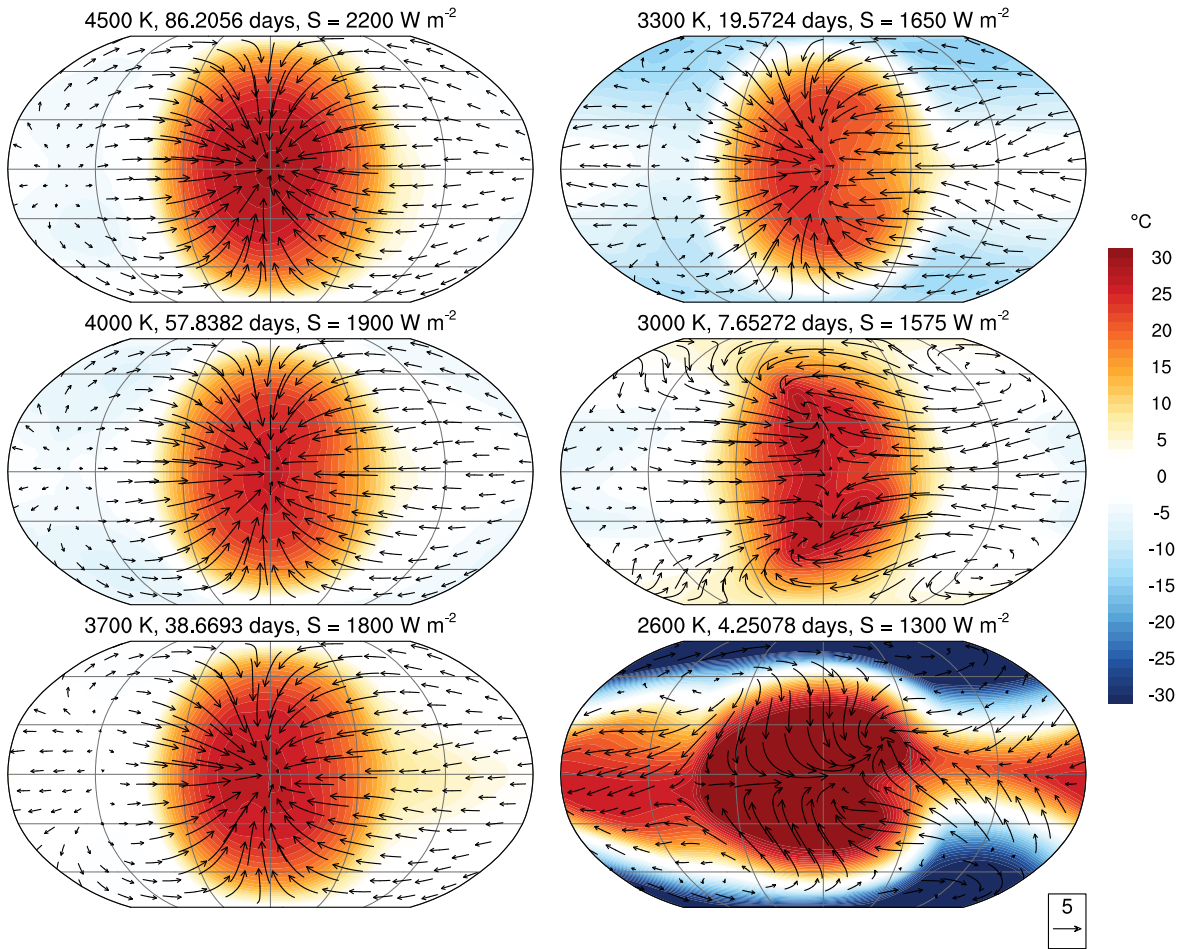 4500 K, 86.2056 days, S = 2200 W m-2
3300 K, 19.5724 days, S = 1650 W m-2
4000 K, 57.8382 days, S = 1900 W m-2
3000 K, 7.65272 days, S = 1575 W m-2
3700 K, 38.6693 days, S = 1800 W m-2
2600 K, 4.25078 days, S = 1300 W m-2
°C
30
25
20
15
10
5
0
-5
-10
-15
-20
-25
-30
5